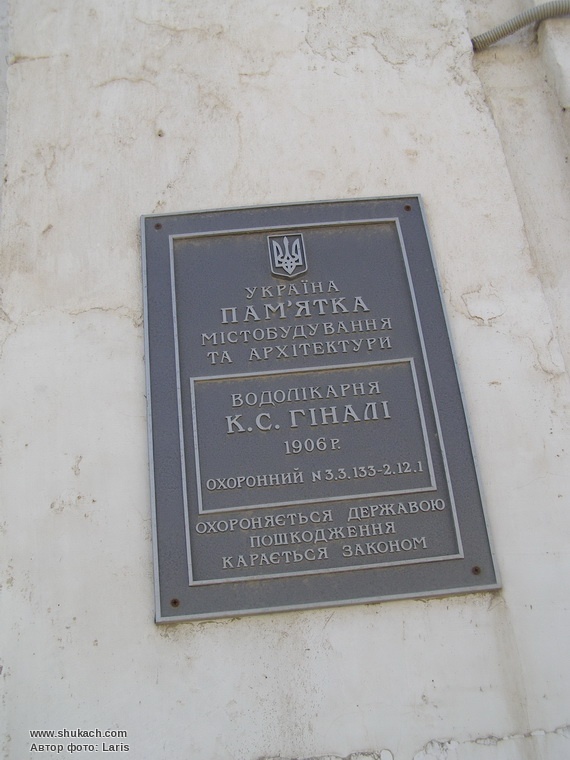 УКРАЇНА
ПАМ'ЯТКА
МІСТОБУДУВАННЯ
ТА АРХІТЕКТУРИ
ВОДОЛІКАРНЯ
К.С. ГІНАЛІ
1906 Р.
ОХОРОННИЙ №3.3.133-2.12.1
ОХОРОНЯЄТЬСЯ ДЕРЖАВОЮ
ПОШКОДЖЕННЯ
КАРАЄТЬСЯ ЗАКОНОМ
www.shukach.com
Автор фото: Laris